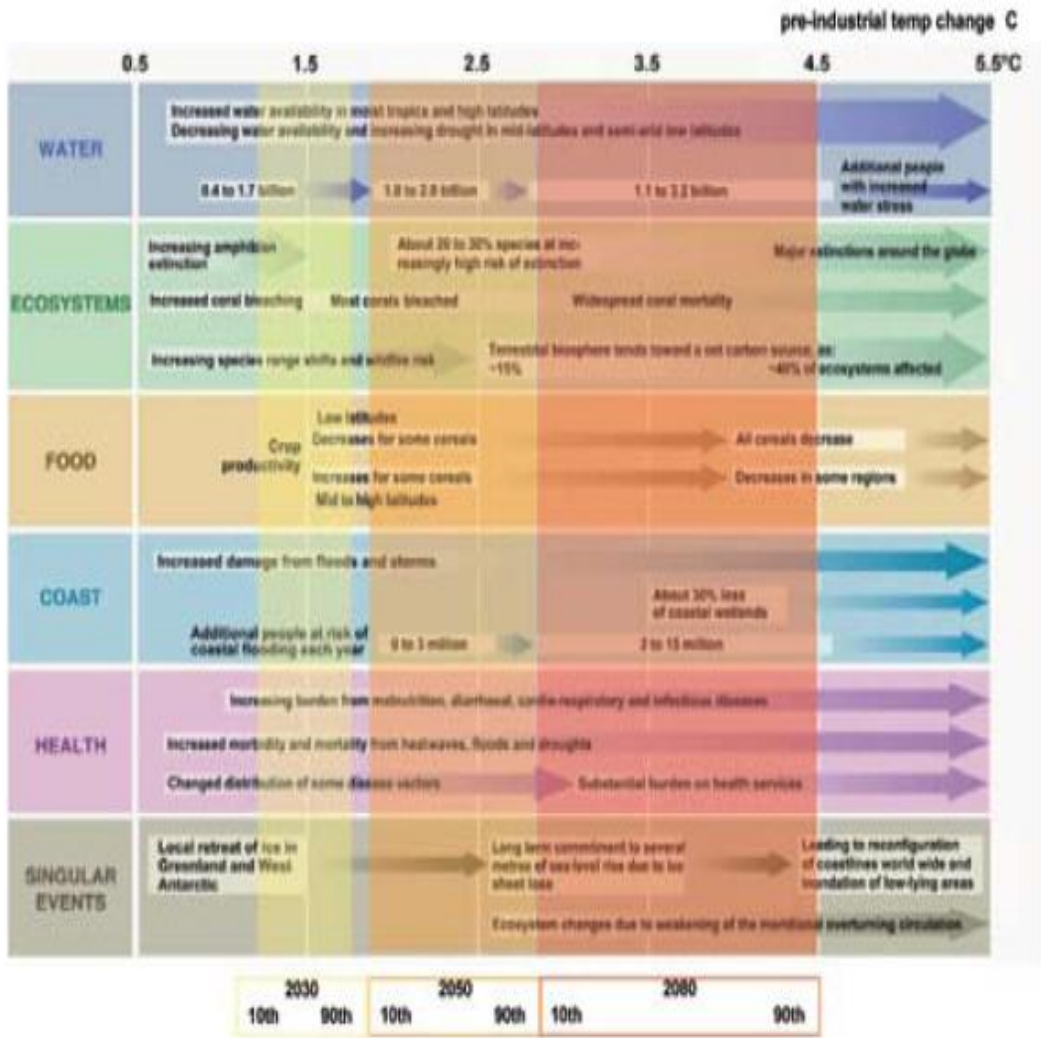 pre-industrial temp change C
0.5 1.5 2.5 3.5 4.5 5.5°C
WATER
Increased water availability in moist tropics and high latitudes
Decreasing water availability and increasing drought in mid-latitudes and semi-arid low latitudes
0.4 to 1.7 billion
1.0 to 2.0 billion
1.1 to 3.2 billion
Additional people
with increased
water stress
ECOSYSTEMS
Increasing amphibian
extinction
About 20 to 30% species at inc-
reasingly high risk of extinction
Major extinctions around the globe
Increased coral bleaching
Most corals bleached
Widespread coral mortality
Increasing species range shifts and wildfire risk
Terrestrial biosphere tends toward a net carbon source, as:
~15%
~40% of ecosystems affected
FOOD
Crop
productivity
Low latitudes
Decreases for some cereals
All cereals decrease
Increases for some cereals
Mid to high latitudes
Decreases in some regions
COAST
Increased damage from floods and storms
About 30% loss
of coastal wetlands
Additional people at risk of
coastal flooding each year
0 to 3 million
2 to 15 million
HEALTH
Increasing burden from malnutrition, diarrhoeal, cardio-respiratory and infectious diseases
Increased morbidity and mortality from heatwaves, floods and droughts
Changed distribution of some disease vectors
Substantial burden on health services
SINGULAR
EVENTS
Local retreat of ice in
Greenland and West
Antarctic
Long term commitment to several
metres of sea-level rise due to ice
sheet loss
Leading to reconfiguration
of coastlines world wide and
inundation of low-lying areas
Ecosystem changes due to weakening of the meridional overturning circulation
2030
10th 90th
2050
10th 90th
2080
10th 90th